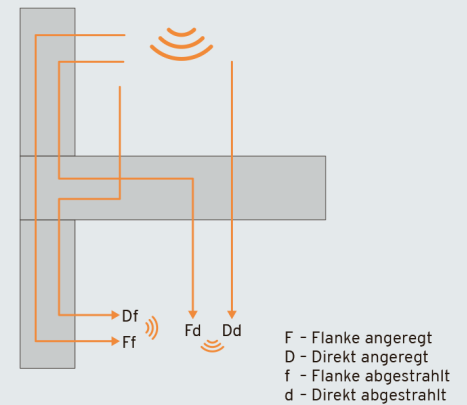 Df
Ff
Fd Dd
F – Flanke angeregt
D – Direkt angeregt
f – Flanke abgestrahlt
d – Direkt abgestrahlt